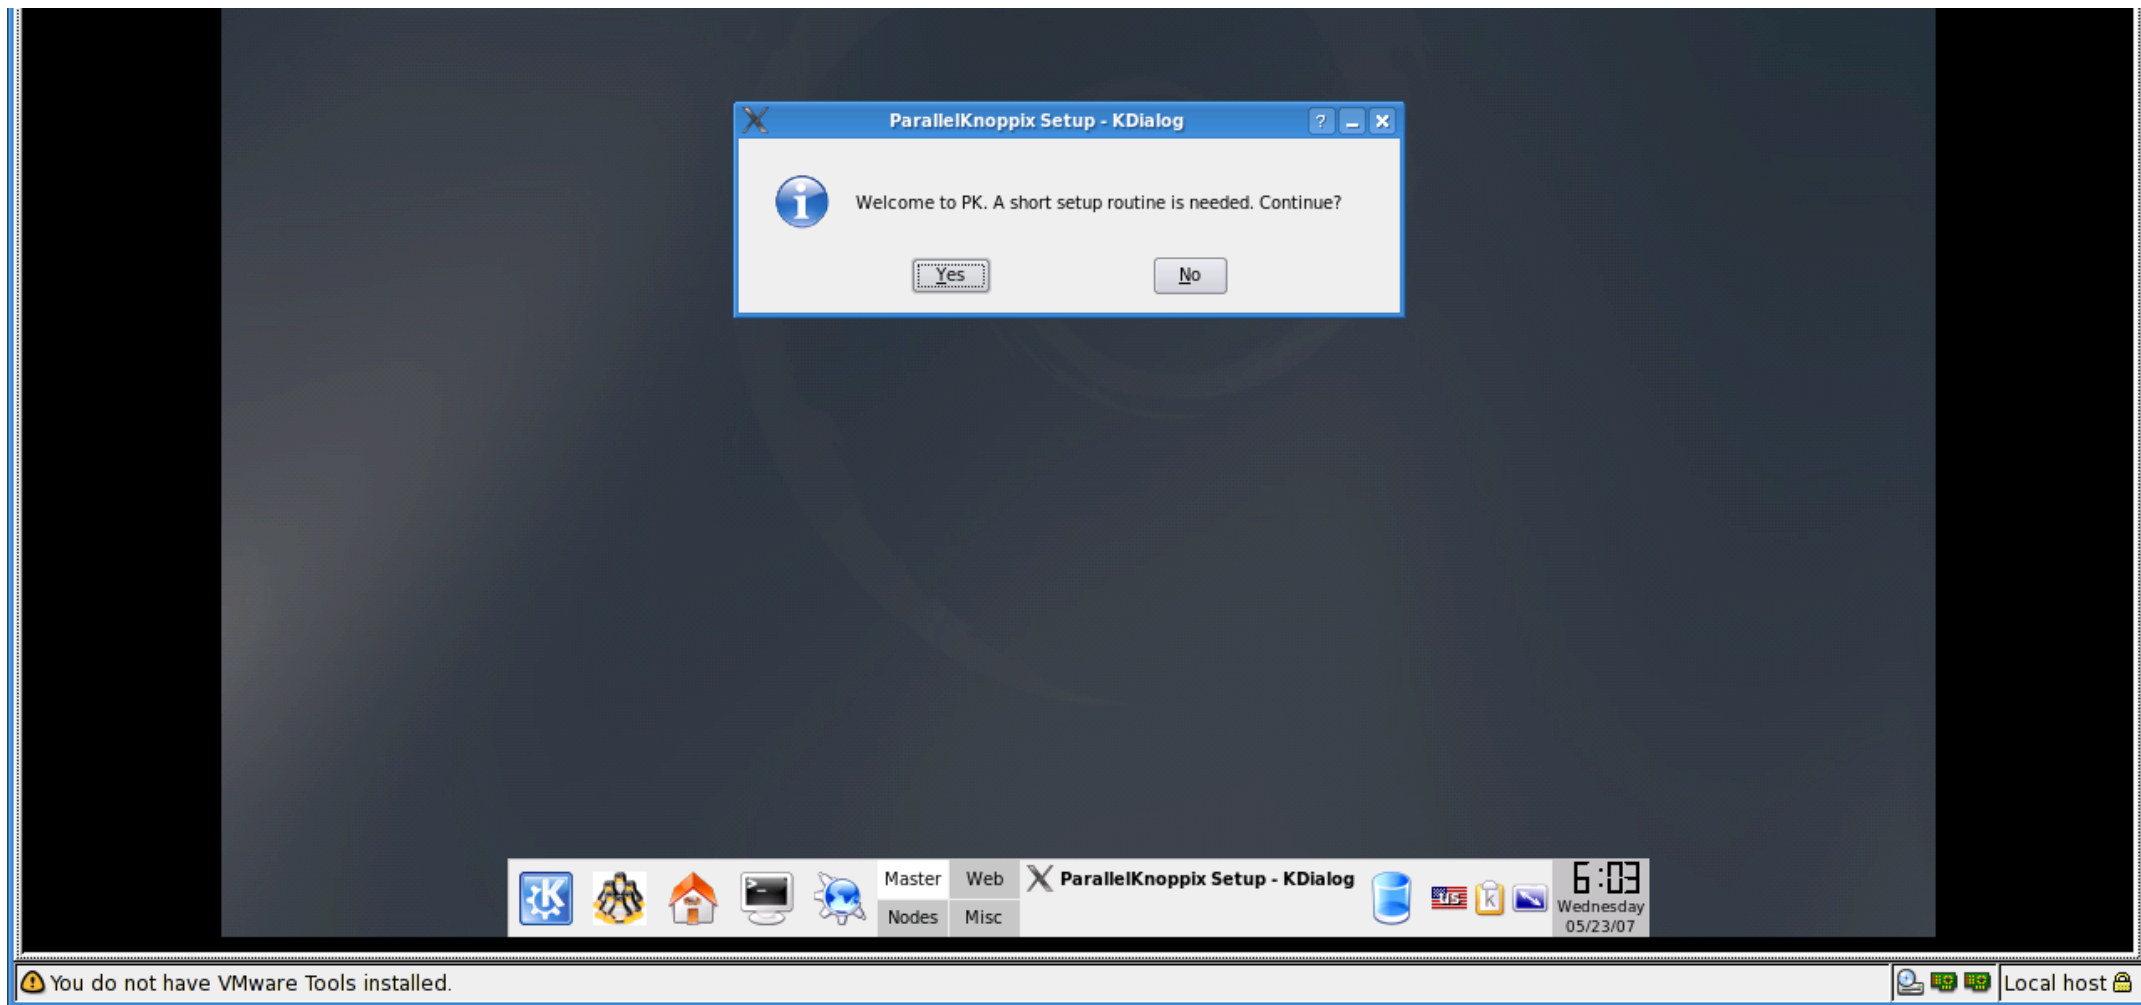 ParallelKnoppix Setup - KDialog
Welcome to PK. A short setup routine is needed. Continue?
Yes No
Master Web ParallelKnoppix Setup - KDialog US 6:03
Nodes Misc Wednesday
05/23/07
You do not have VMware Tools installed. Local host